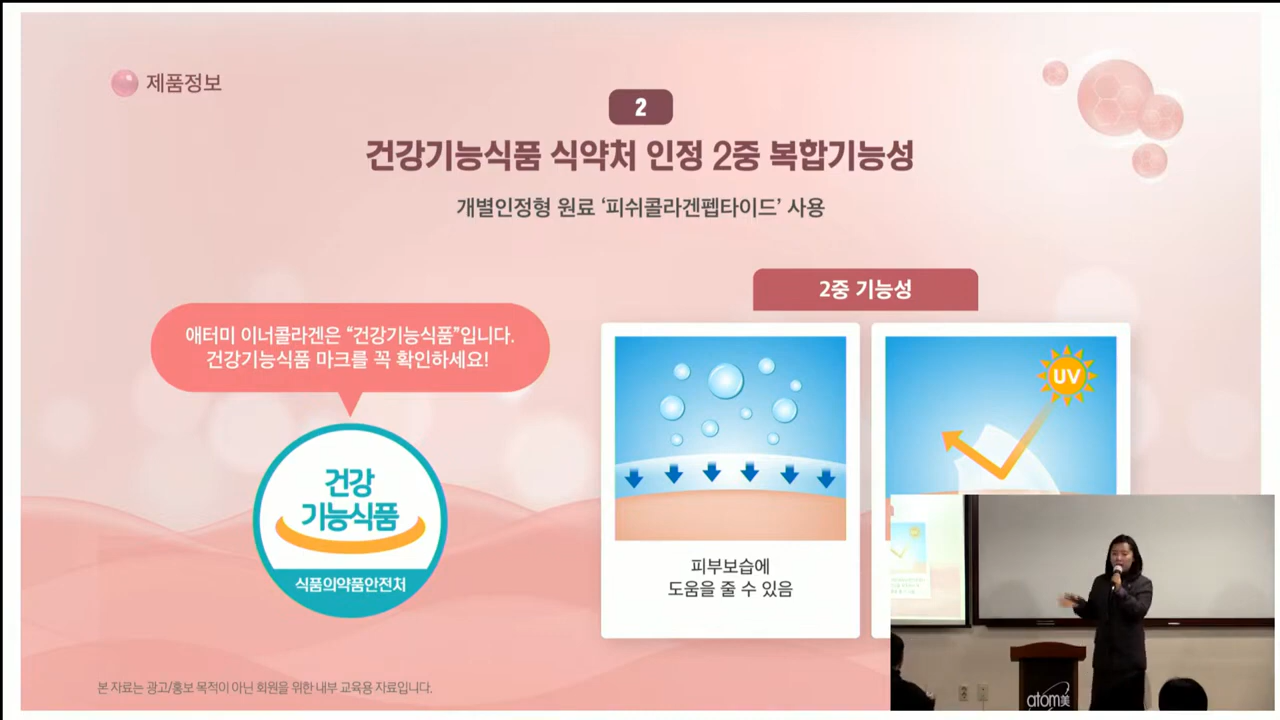 제품정보
2
건강기능식품 식약처 인정 2중 복합기능성
개별인정형 원료 ‘피쉬콜라겐펩타이드’ 사용
2중 기능성
애터미 이너콜라겐은 “건강기능식품”입니다.
건강기능식품 마크를 꼭 확인하세요!
건강
기능식품
식품의약품안전처
UV
피부보습에
도움을 줄 수 있음
본 자료는 광고/홍보 목적이 아닌 회원을 위한 내부 교육용 자료입니다.
atom美